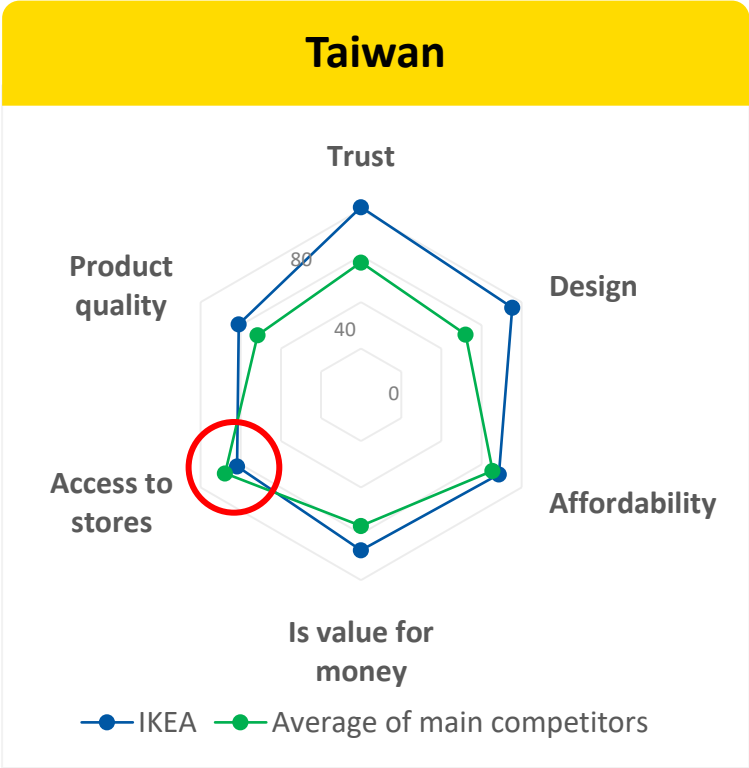 Taiwan
Trust
80
Product
quality
Design
40
0
Access to
stores
Affordability
Is value for
money
IKEA
Average of main competitors